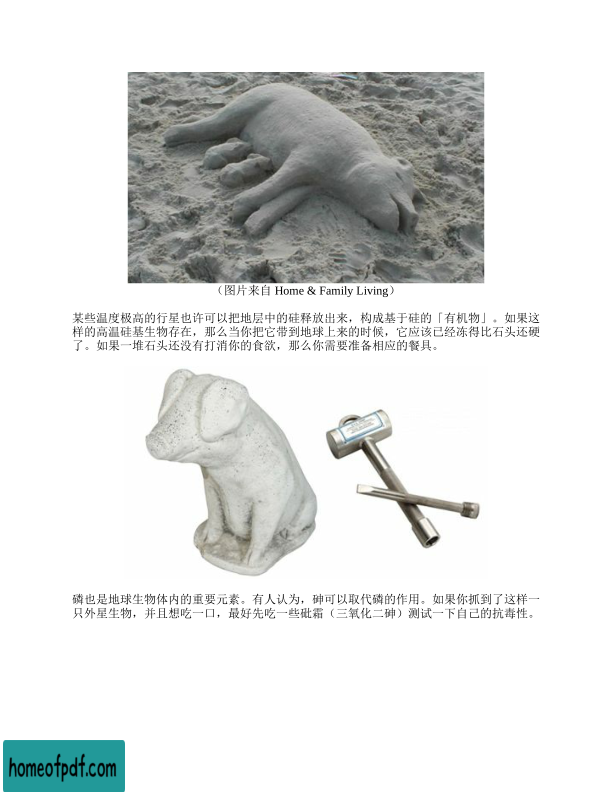 （图片来自 Home & Family Living）
某些温度极高的行星也许可以把地层中的硅释放出来，构成基于硅的「有机物」。如果这
样的高温硅基生物存在，那么当你把它带到地球上来的时候，它应该已经冻得比石头还硬
了。如果一堆石头还没有打消你的食欲，那么你需要准备相应的餐具。
磷也是地球生物体内的重要元素。有人认为，砷可以取代磷的作用。如果你抓到了这样一
只外星生物，并且想吃一口，最好先吃一些砒霜（三氧化二砷）测试一下自己的抗毒性。
homeofpdf.com